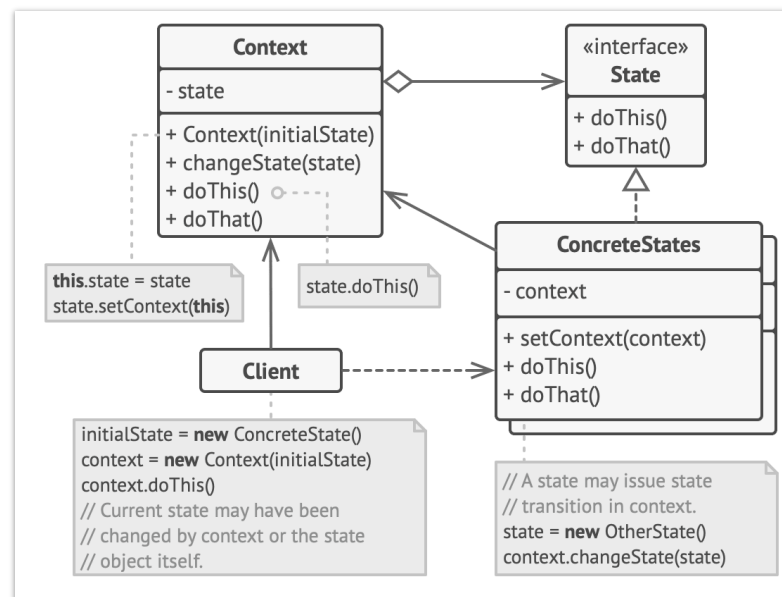 Context
- state
+ Context(initialState)
+ changeState(state)
+ doThis()
+ doThat()
«interface»
State
+ doThis()
+ doThat()
ConcreteStates
- context
+ setContext(context)
+ doThis()
+ doThat()
this.state = state
state.setContext(this)
state.doThis()
Client
initialState = new ConcreteState()
context = new Context(initialState)
context.doThis()
// Current state may have been
// changed by context or the state
// object itself.
// A state may issue state
// transition in context.
state = new OtherState()
context.changeState(state)